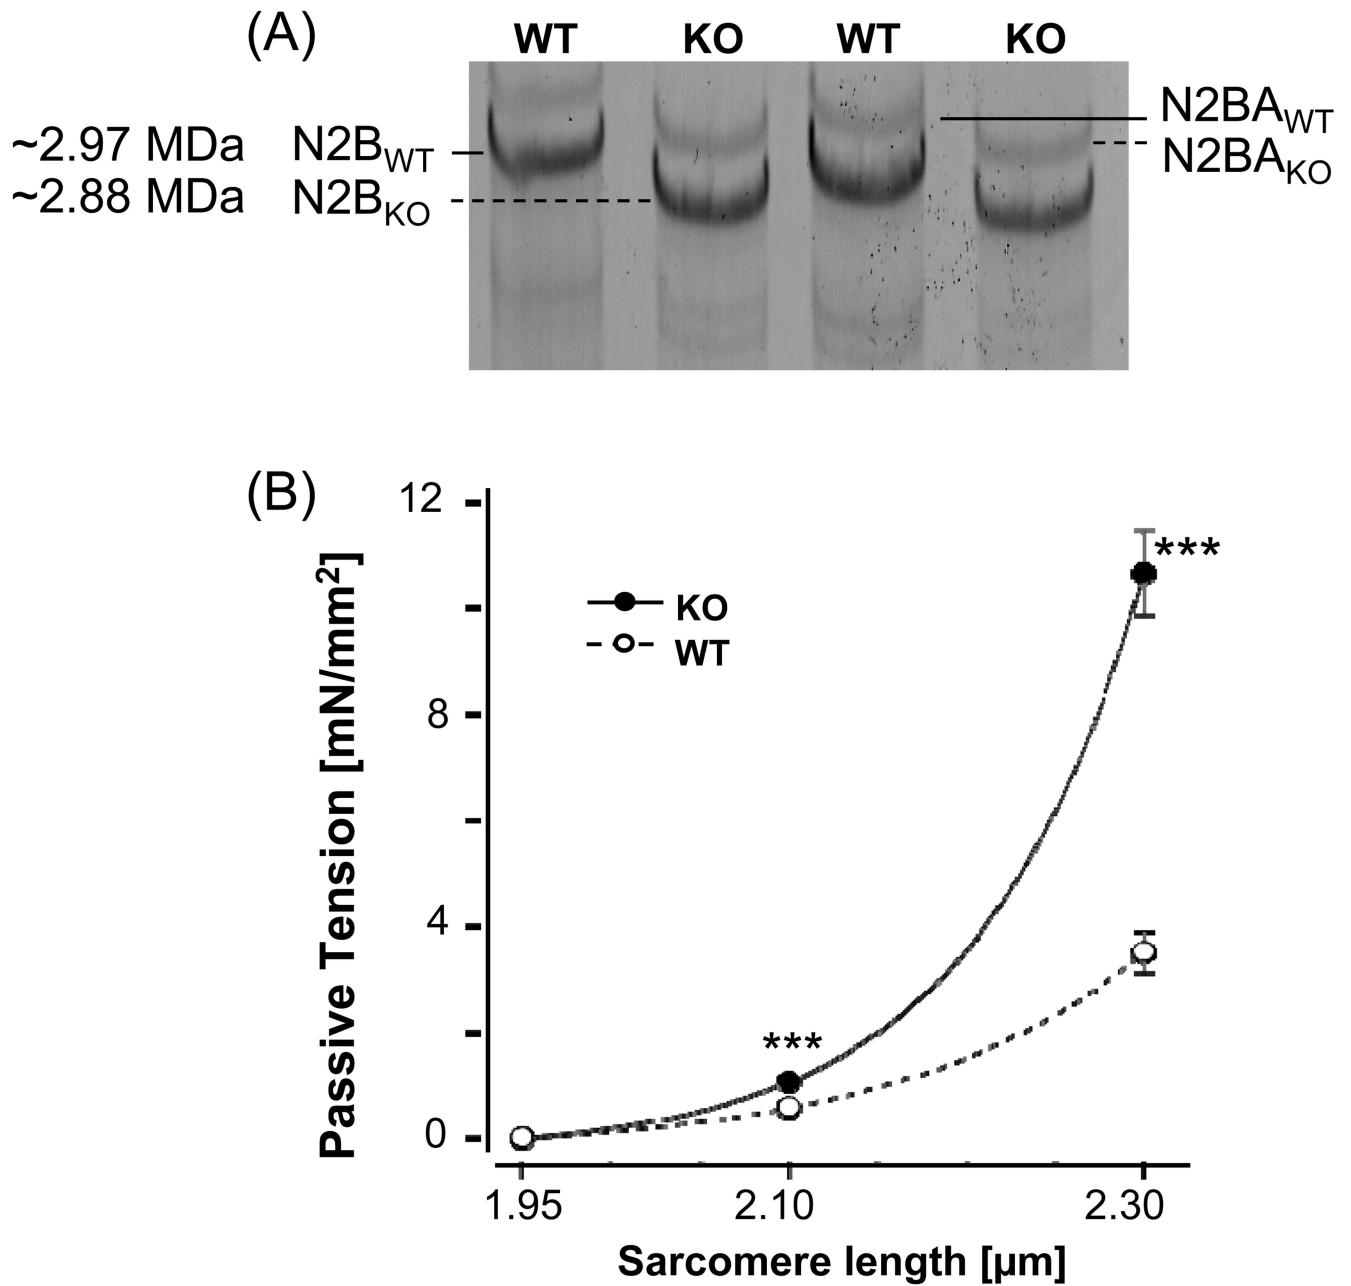 (A)
WT KO WT KO
~2.97 MDa N2BWT
~2.88 MDa N2BKO
N2BAWT
N2BAKO
(B)
12
8
4
0
Passive Tension [mN/mm²]
KO
WT
***
***
1.95 2.10 2.30
Sarcomere length [µm]